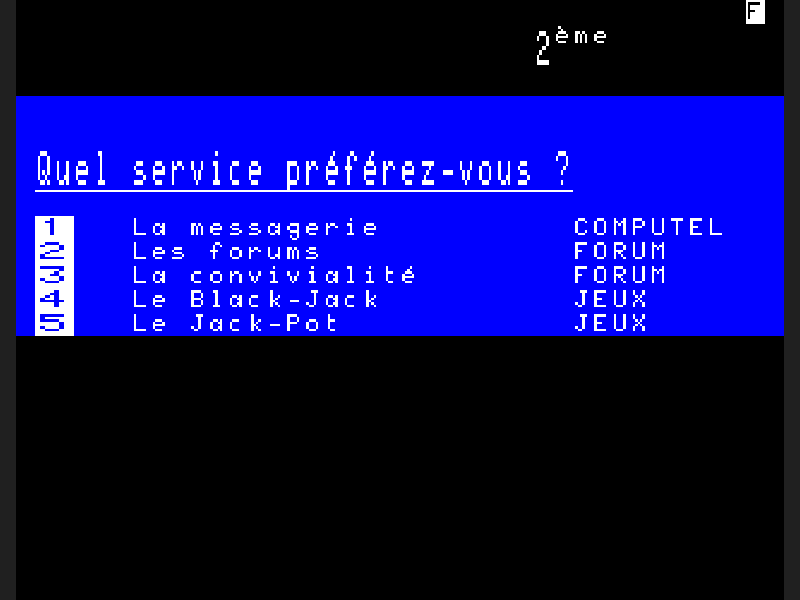 F
2ème
Quel service préférez-vous ?
1 La messagerie COMPUTEL
2 Les forums FORUM
3 La convivialité FORUM
4 Le Black-Jack JEUX
5 Le Jack-Pot JEUX